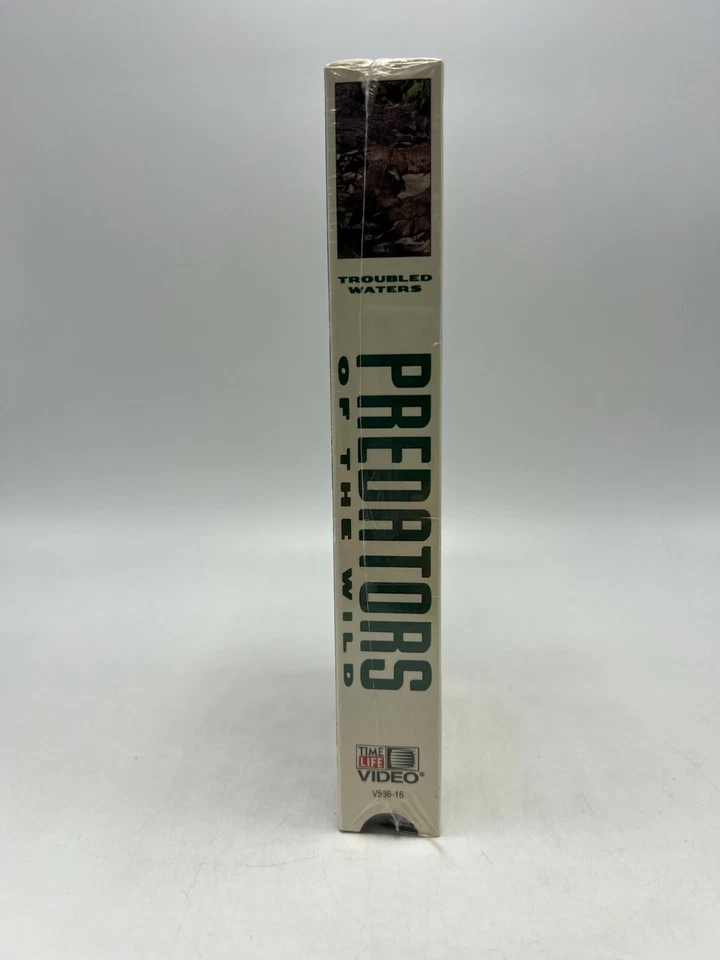 TROUBLED
WATERS
PREDATORS
OF THE WILD
TIME
LIFE
VIDEO®
V536-16